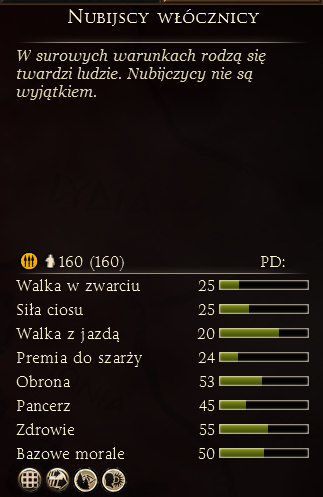 Nubijscy włócznicy
W surowych warunkach rodzą się
twardzi ludzie. Nubijczycy nie są
wyjątkiem.
160 (160) PD:
Walka w zwarciu 25
Siła ciosu 25
Walka z jazdą 20
Premia do szarży 24
Obrona 53
Pancerz 45
Zdrowie 55
Bazowe morale 50